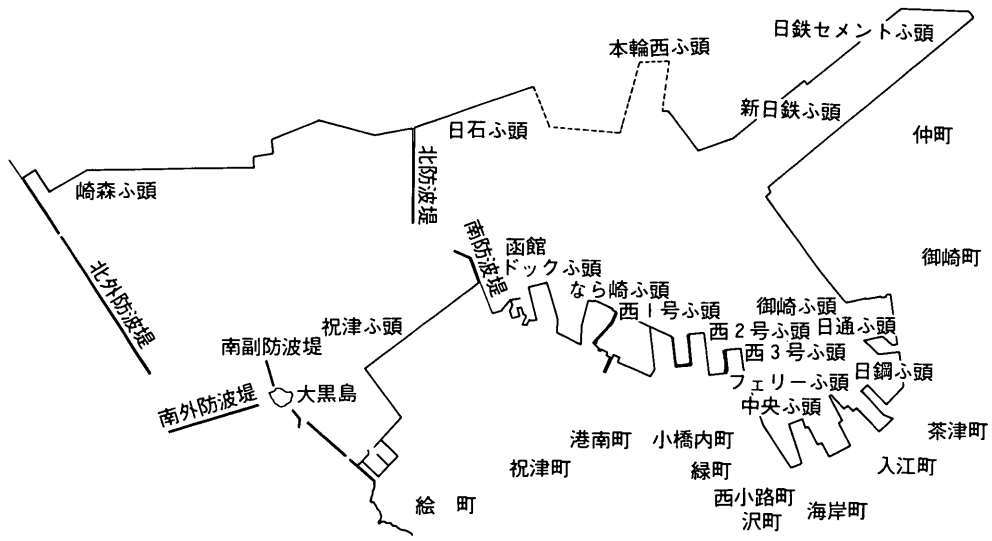 日鉄セメントふ頭
本輪西ふ頭
新日鉄ふ頭
日石ふ頭
仲町
北防波堤
崎森ふ頭
南防波堤
函館
ドックふ頭
御崎町
北外防波堤
なら崎ふ頭
西1号ふ頭
御崎ふ頭
祝津ふ頭
西2号ふ頭
日通ふ頭
南副防波堤
西3号ふ頭
日鋼ふ頭
フェリーふ頭
大黒島
南外防波堤
中央ふ頭
茶津町
港南町
小橋内町
祝津町
緑町
入江町
西小路町
海岸町
絵 町
沢町